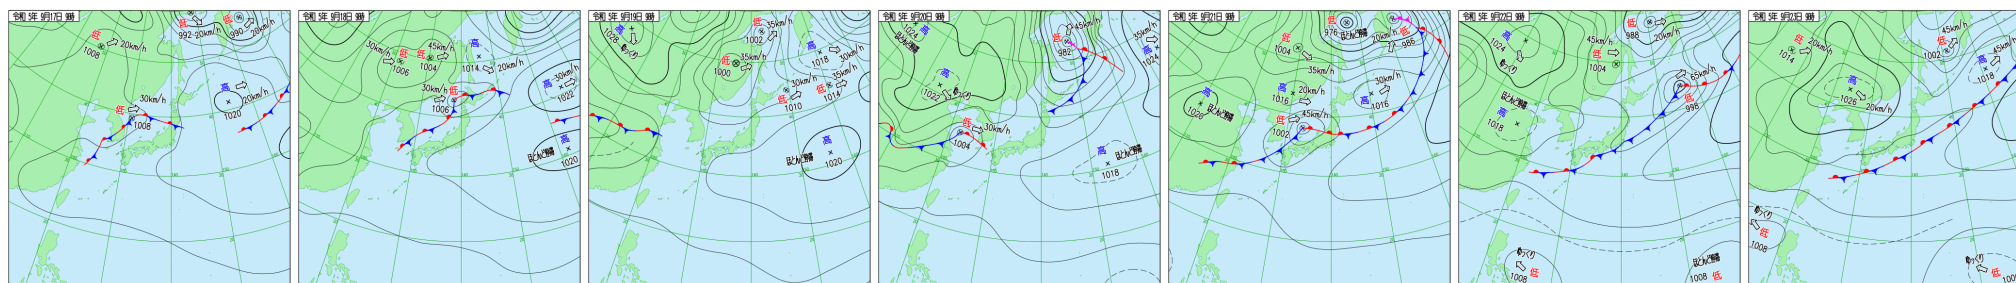 令和 5年 9月17日 9時
低
992
20km/h
低
990
20km/h
低
1008
20km/h
高
1020
20km/h
低
1008
30km/h
令和 5年 9月18日 9時
30km/h
低
1006
低
45km/h
1004
高
1014
20km/h
30km/h
低
1006
高
30km/h
1022
高
ほとんど停滞
1020
令和 5年 9月19日 9時
高
1028
ゆっくり
低
1002
35km/h
低
1000
35km/h
高
1018
30km/h
30km/h
低
1010
35km/h
低
1014
高
ほとんど停滞
1020
令和 5年 9月20日 9時
1024
高
ほとんど停滞
低
982
45km/h
35km/h
高
1024
高
1022
ゆっくり
低
1004
30km/h
高
ほとんど停滞
1018
令和 5年 9月21日 9時
低
976
ほとんど停滞
低
986
20km/h
低
1004
35km/h
高
1026
ほとんど停滞
高
1016
20km/h
高
1016
30km/h
低
1002
45km/h
令和 5年 9月22日 9時
高
1024
ゆっくり
低
988
20km/h
45km/h
低
1004
高
1018
ほとんど停滞
65km/h
低
998
ゆっくり
低
1008
ほとんど停滞
1008
低
令和 5年 9月23日 9時
低
1014
20km/h
低
1002
45km/h
高
1018
35km/h
高
1026
20km/h
ゆっくり
低
1008
ゆっくり
低